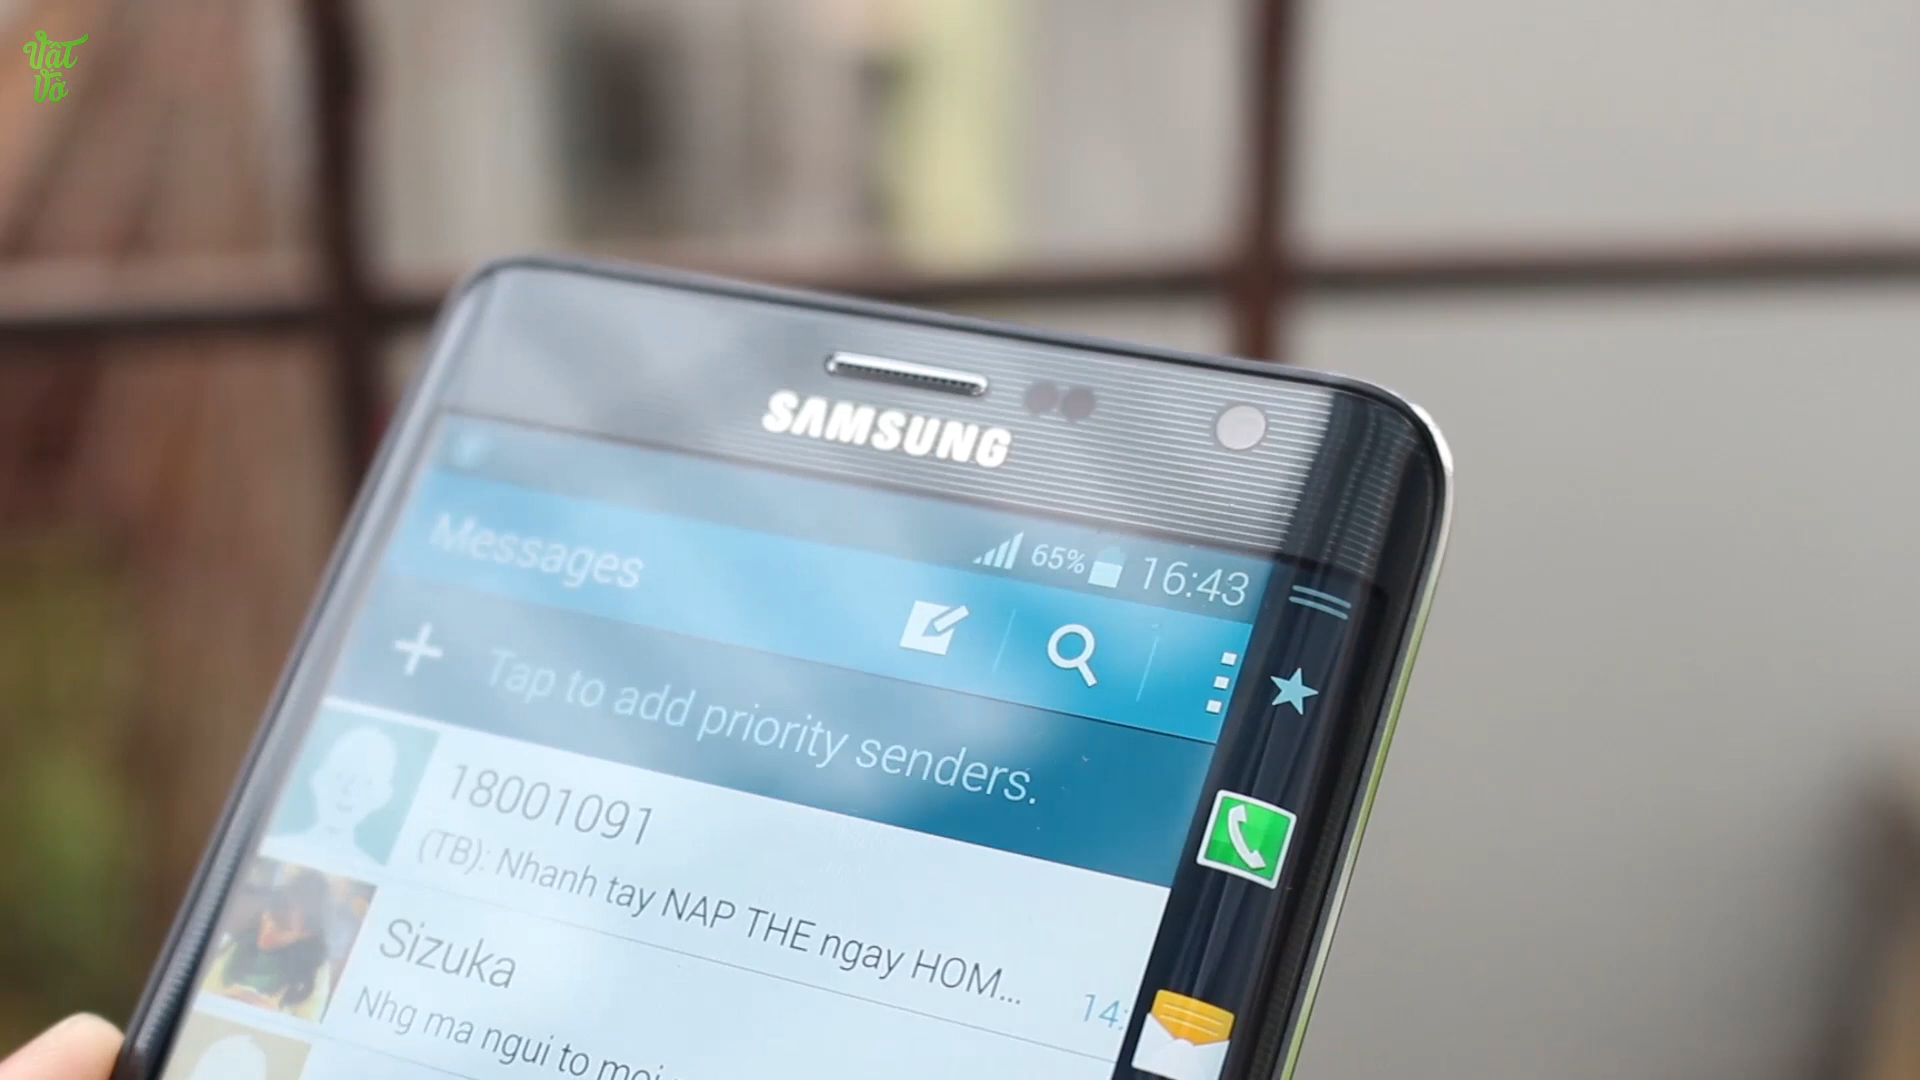 Vật
Vờ
SAMSUNG
65% 16:43
Messages
Tap to add priority senders.
18001091
(TB): Nhanh tay NAP THE ngay HOM...
14:
Sizuka
Nhg ma ngui to moi